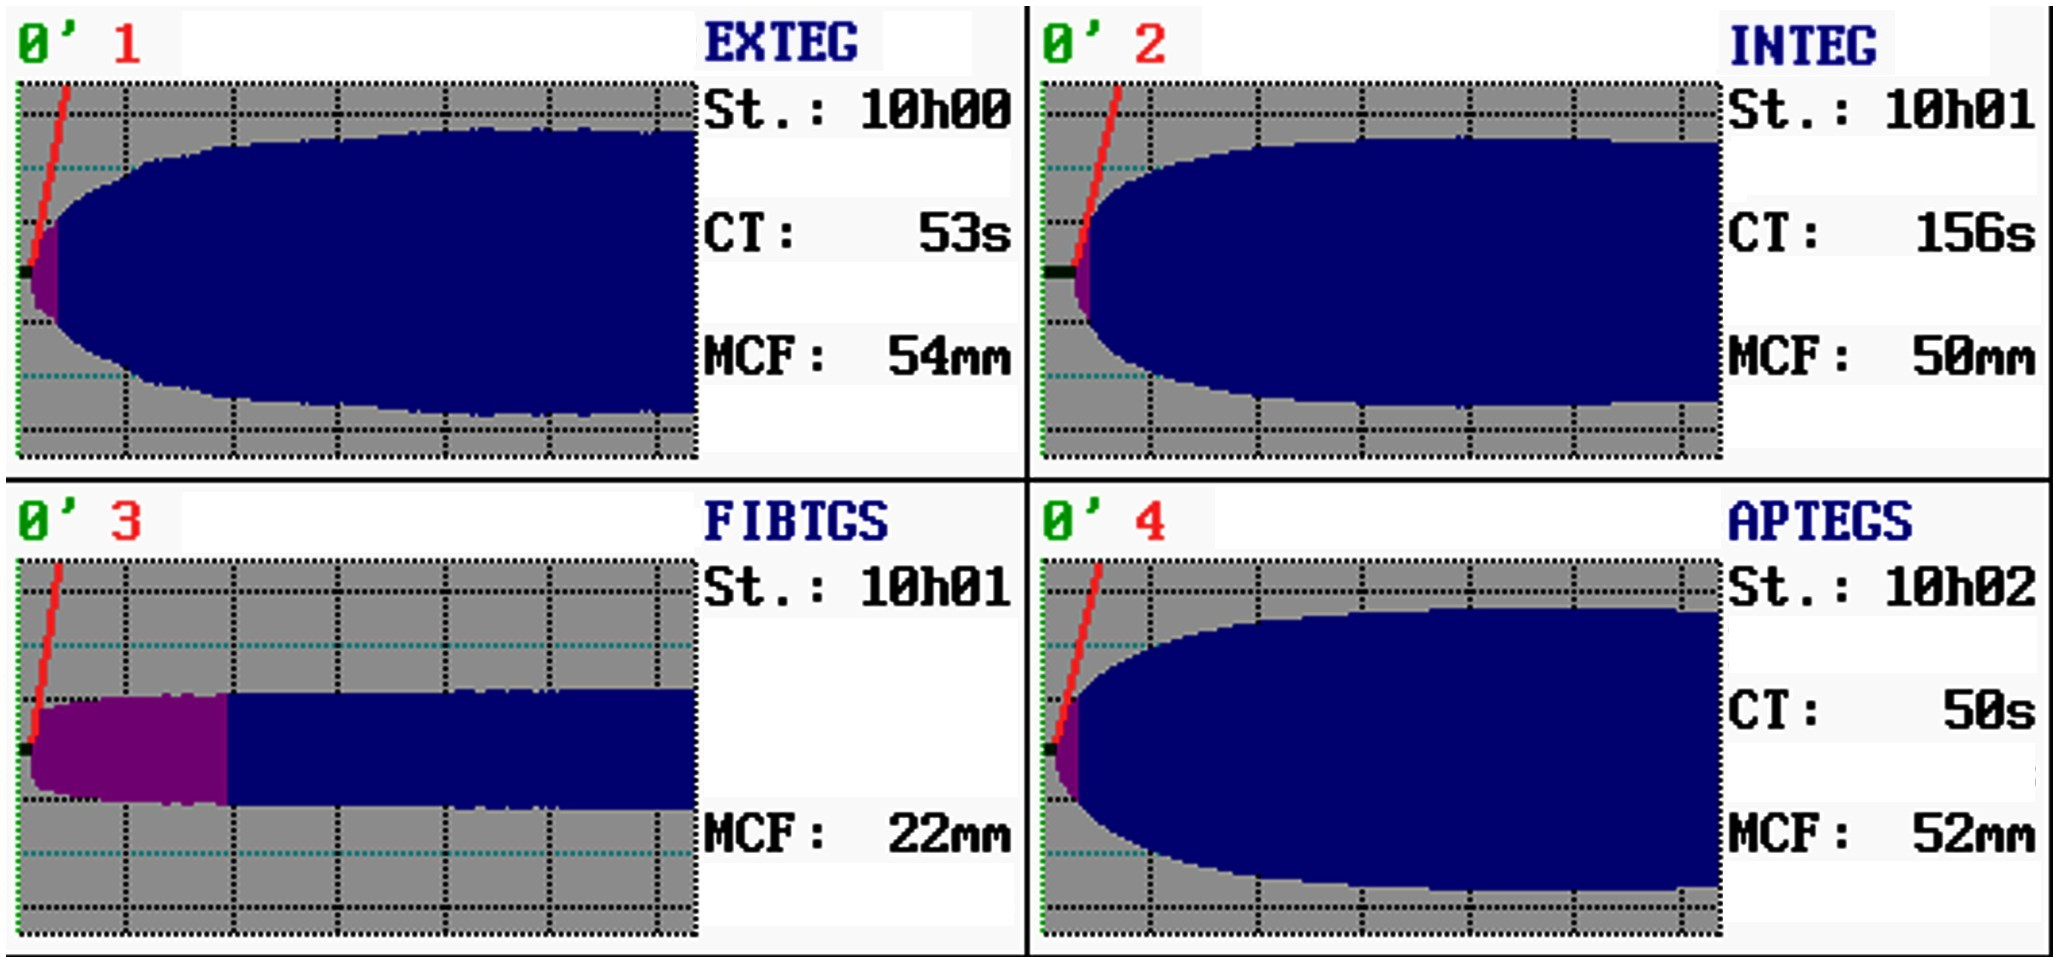 0' 1 EXTEG
St.: 10h00
CT: 53s
MCF: 54mm
0' 2 INTEG
St.: 10h01
CT: 156s
MCF: 50mm
0' 3 FIBTGS
St.: 10h01
MCF: 22mm
0' 4 APTEGS
St.: 10h02
CT: 50s
MCF: 52mm